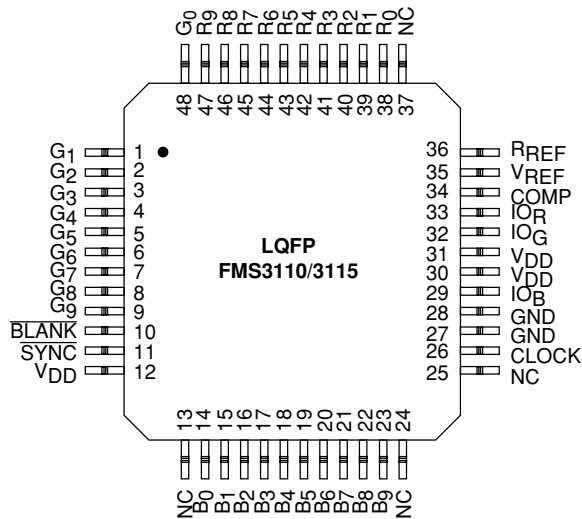 G0 R9 R8 R7 R6 R5 R4 R3 R2 R1 R0 NC
48 47 46 45 44 43 42 41 40 39 38 37
G1 1
G2 2
G3 3
G4 4
G5 5
G6 6
G7 7
G8 8
G9 9
BLANK 10
SYNC 11
VDD 12
LQFP
FMS3110/3115
36 RREF
35 VREF
34 COMP
33 IOR
32 IOG
31 VDD
30 VDD
29 IOB
28 GND
27 GND
26 CLOCK
25 NC
13 14 15 16 17 18 19 20 21 22 23 24
NC B0 B1 B2 B3 B4 B5 B6 B7 B8 B9 NC